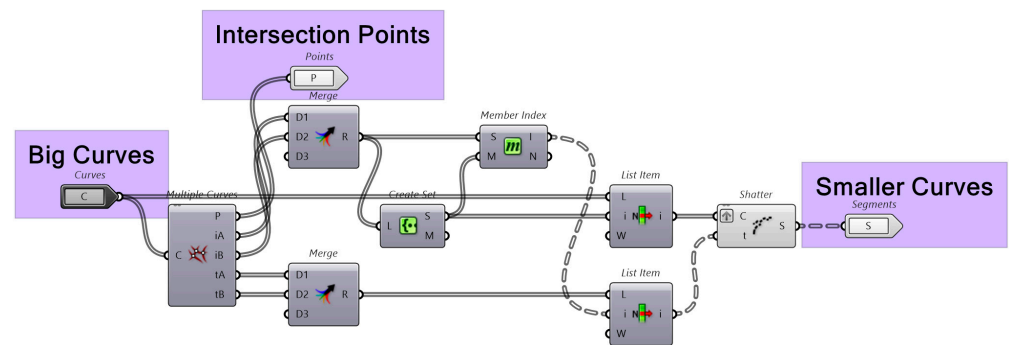 Intersection Points
Points
P
Merge
D1
D2
D3
R
Member Index
S
M
I
N
m
Big Curves
Curves
C
Multiple Curves
C
P
iA
iB
tA
tB
Create Set
L
S
M
List Item
L
i
W
N
i
Shatter
C
t
S
Smaller Curves
Segments
S
Merge
D1
D2
D3
R
List Item
L
i
W
N
i